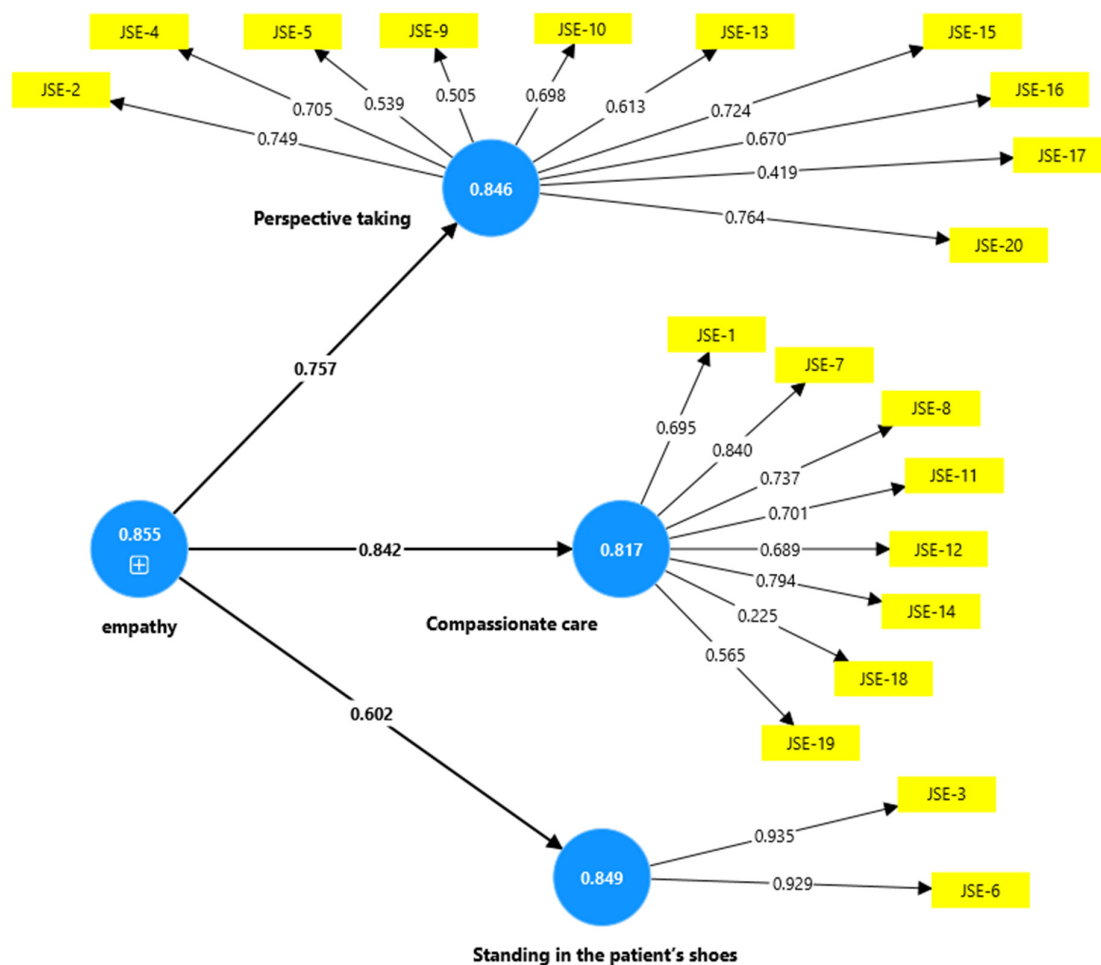 JSE-4
JSE-5
JSE-9
JSE-10
JSE-13
JSE-15
JSE-2
JSE-16
JSE-17
JSE-20
0.749
0.705
0.539
0.505
0.698
0.613
0.724
0.670
0.419
0.764
0.846
Perspective taking
0.757
JSE-1
JSE-7
JSE-8
JSE-11
JSE-12
JSE-14
JSE-18
JSE-19
0.695
0.840
0.737
0.701
0.689
0.794
0.225
0.565
0.855
empathy
0.842
0.817
Compassionate care
0.602
JSE-3
0.935
0.849
0.929
JSE-6
Standing in the patient's shoes